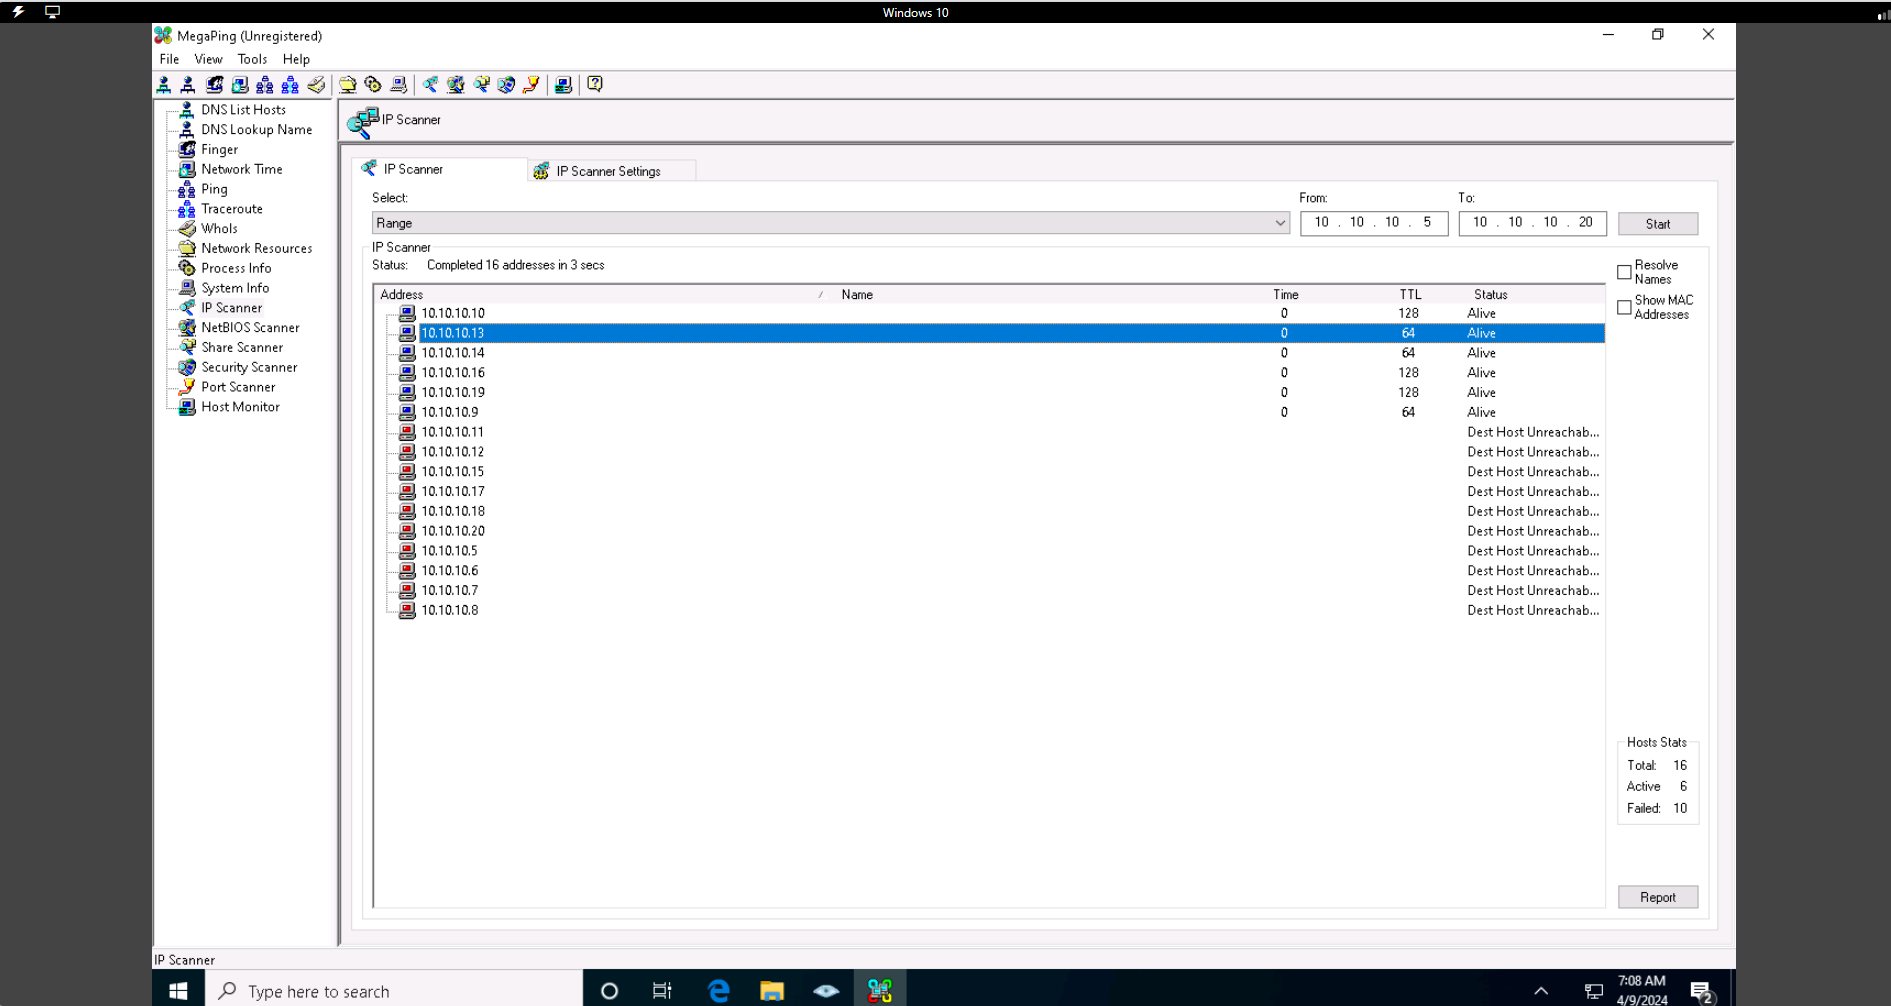 Windows 10
MegaPing (Unregistered)
File View Tools Help
DNS List Hosts
DNS Lookup Name
Finger
Network Time
Ping
Traceroute
WhoIs
Network Resources
Process Info
System Info
IP Scanner
NetBIOS Scanner
Share Scanner
Security Scanner
Port Scanner
Host Monitor
IP Scanner
IP Scanner IP Scanner Settings
Select: From: To:
Range 10 . 10 . 10 . 5 10 . 10 . 10 . 20 Start
IP Scanner
Status: Completed 16 addresses in 3 secs
Resolve
Names
Show MAC
Addresses
Address Name Time TTL Status
10.10.10.10 0 128 Alive
10.10.10.13 0 64 Alive
10.10.10.14 0 64 Alive
10.10.10.16 0 128 Alive
10.10.10.19 0 128 Alive
10.10.10.9 0 64 Alive
10.10.10.11 Dest Host Unreachab...
10.10.10.12 Dest Host Unreachab...
10.10.10.15 Dest Host Unreachab...
10.10.10.17 Dest Host Unreachab...
10.10.10.18 Dest Host Unreachab...
10.10.10.20 Dest Host Unreachab...
10.10.10.5 Dest Host Unreachab...
10.10.10.6 Dest Host Unreachab...
10.10.10.7 Dest Host Unreachab...
10.10.10.8 Dest Host Unreachab...
Hosts Stats
Total: 16
Active 6
Failed: 10
Report
IP Scanner
Type here to search
7:08 AM
4/9/2024
2